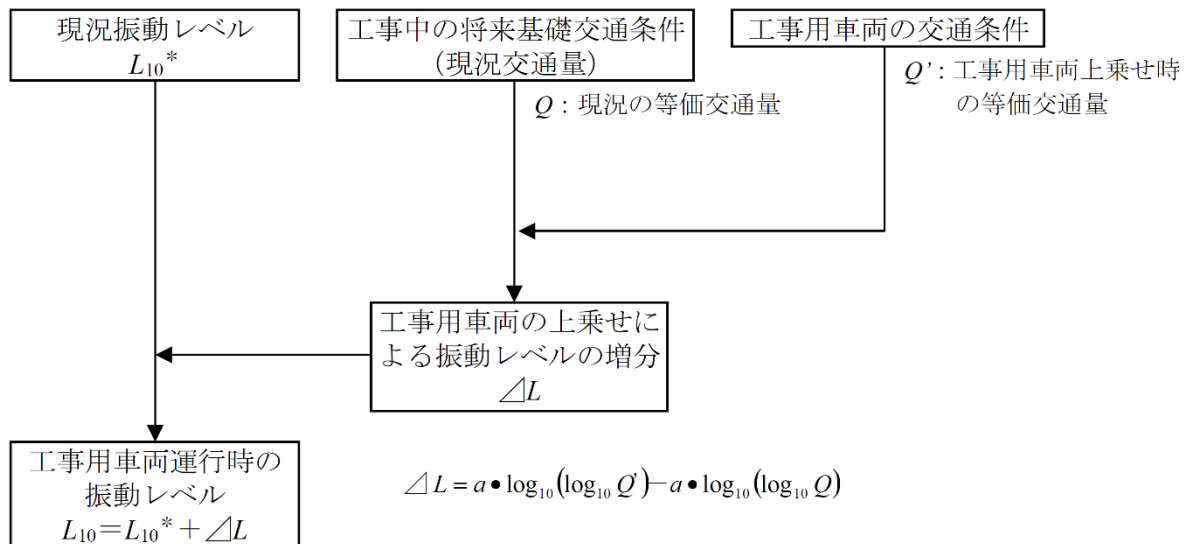 現況振動レベル
L₁₀*
工事中の将来基礎交通条件
（現況交通量）
工事用車両の交通条件
Q：現況の等価交通量
Q’：工事用車両上乗せ時
の等価交通量
工事用車両の上乗せに
よる振動レベルの増分
⊿L
工事用車両運行時の
振動レベル
L₁₀＝L₁₀*＋⊿L
⊿L = a•log₁₀(log₁₀ Q’)−a•log₁₀(log₁₀ Q)